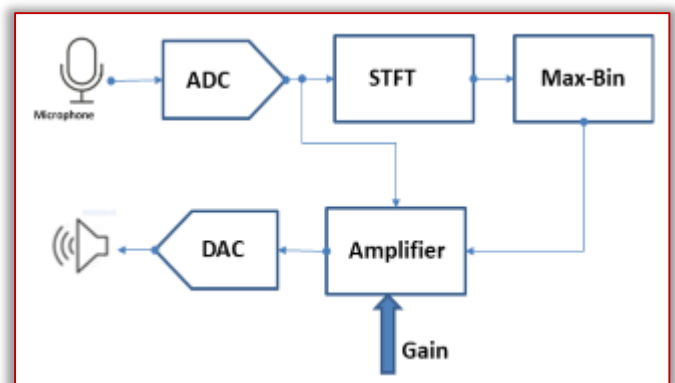 ADC
STFT
Max-Bin
Microphone
DAC
Amplifier
Gain